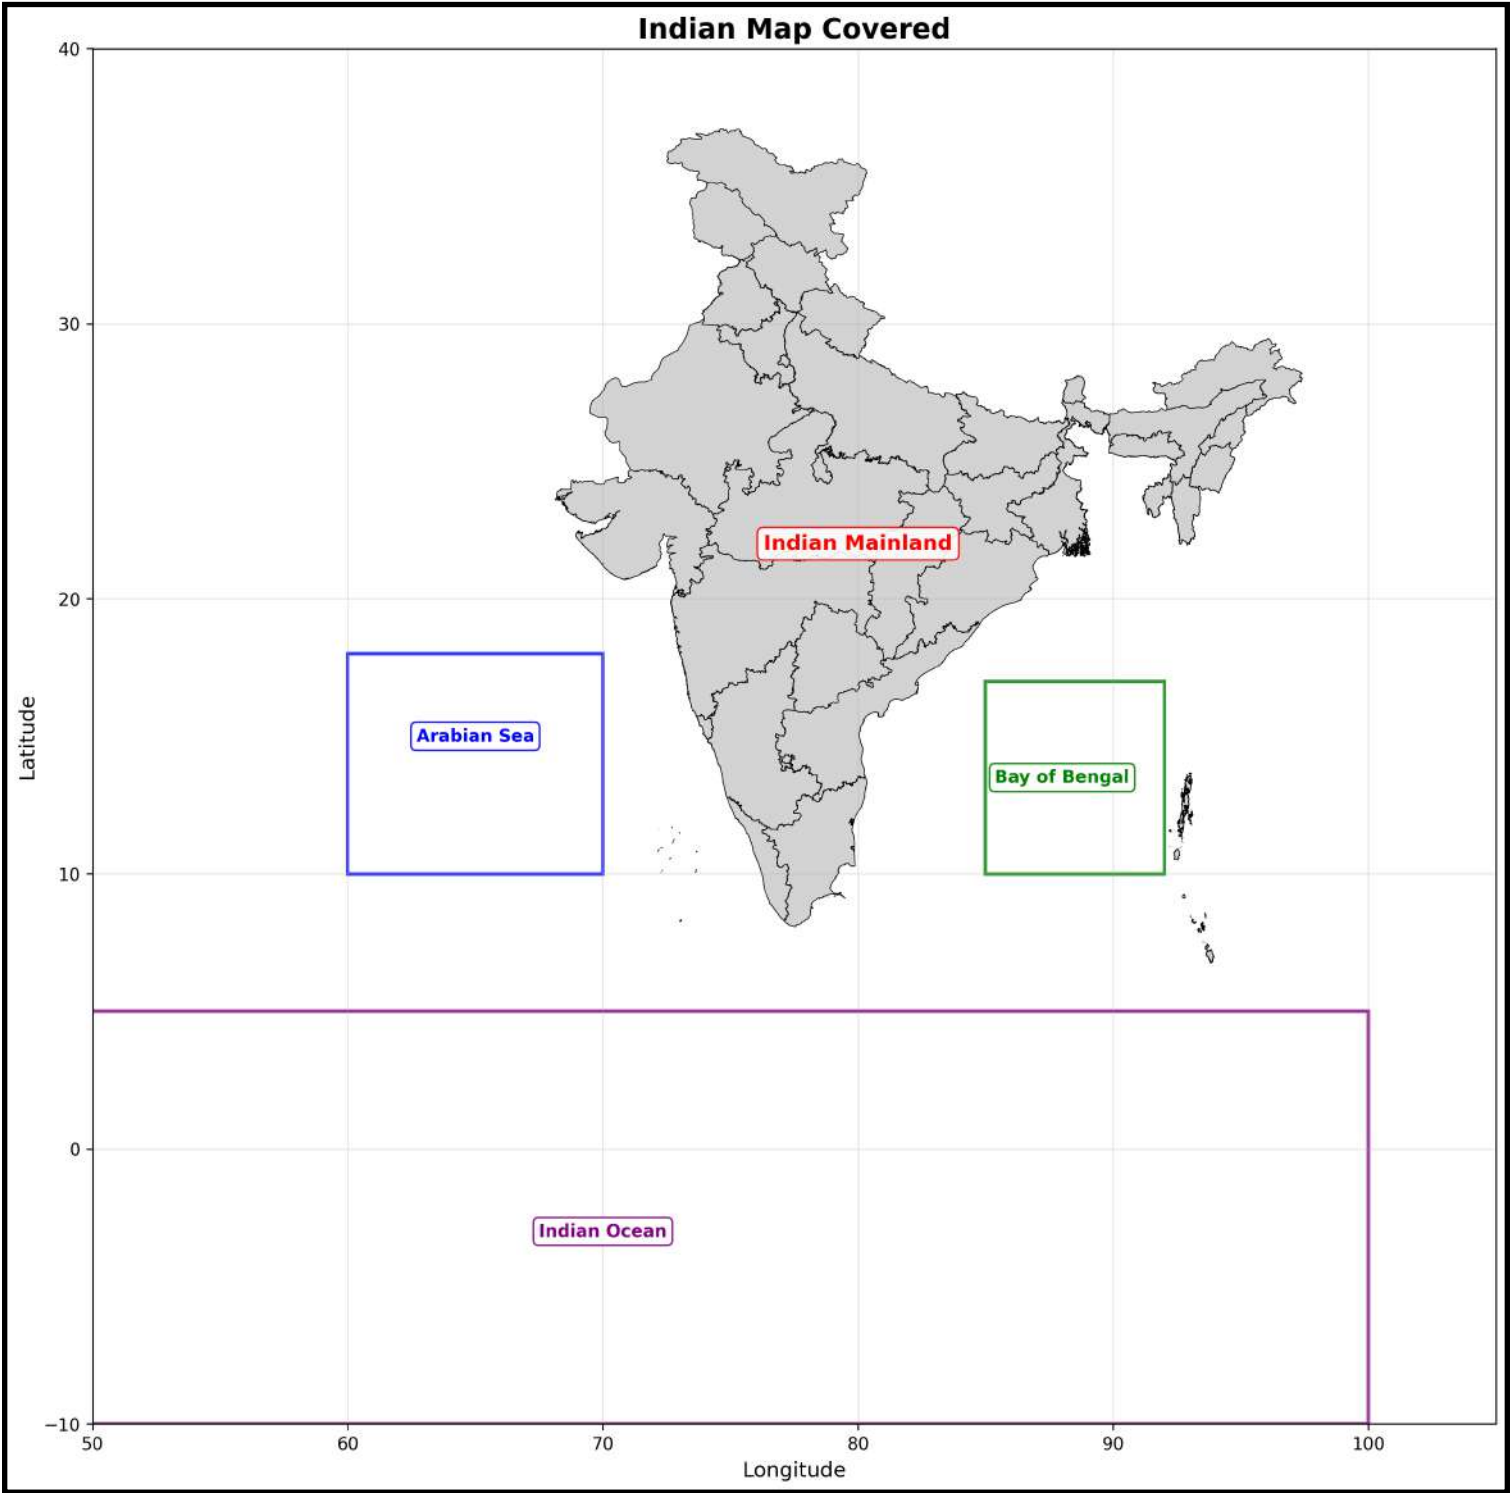 Indian Map Covered
40
30
20
10
0
−10
Latitude
Indian Mainland
Arabian Sea
Bay of Bengal
Indian Ocean
50 60 70 80 90 100
Longitude